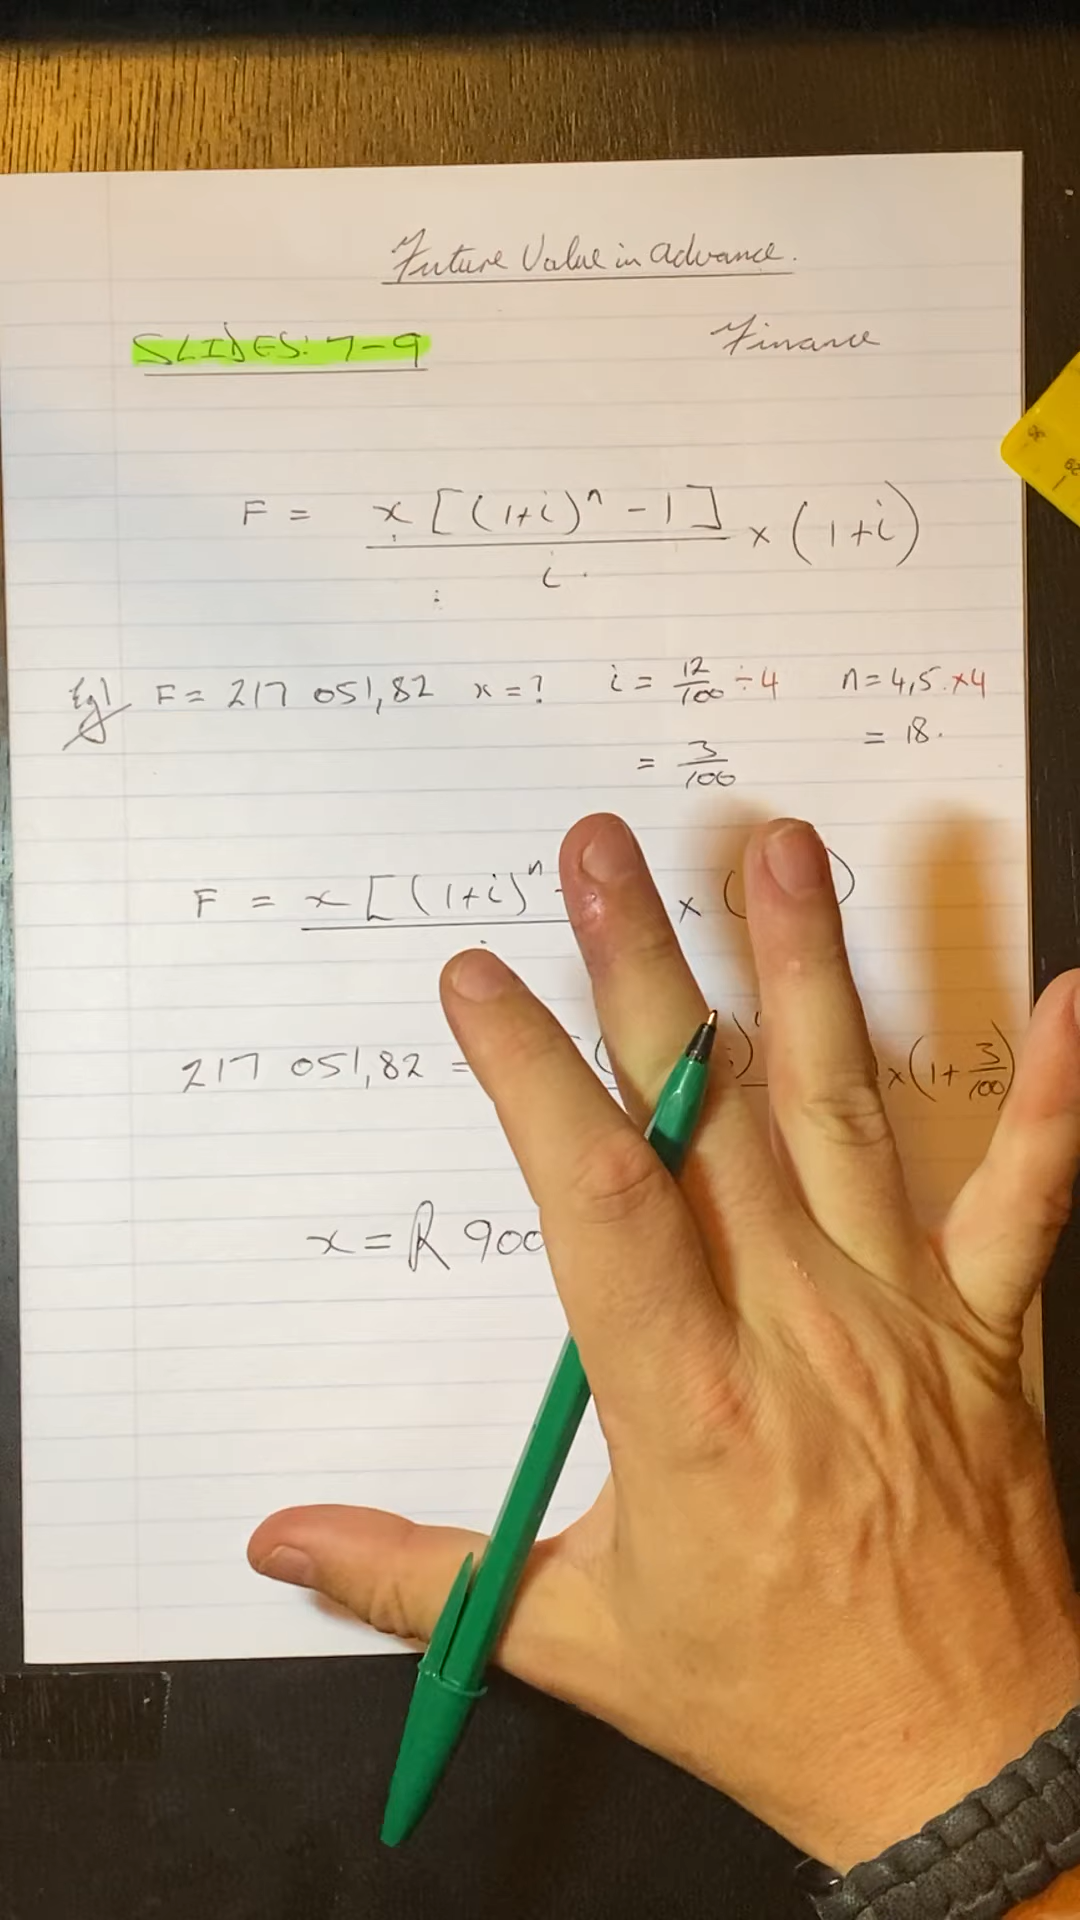 Future Value in advance.
SLIDES: 7-9
Finance
F = x[(1+i)ⁿ - 1] / i × (1+i)
Eg1 F = 217 051,82 x = ? i = 12/100 ÷4 n = 4,5 ×4
= 3/100 = 18.
F = x[(1+i)ⁿ × (
217 051,82 = × (1 + 3/100)
x = R 900